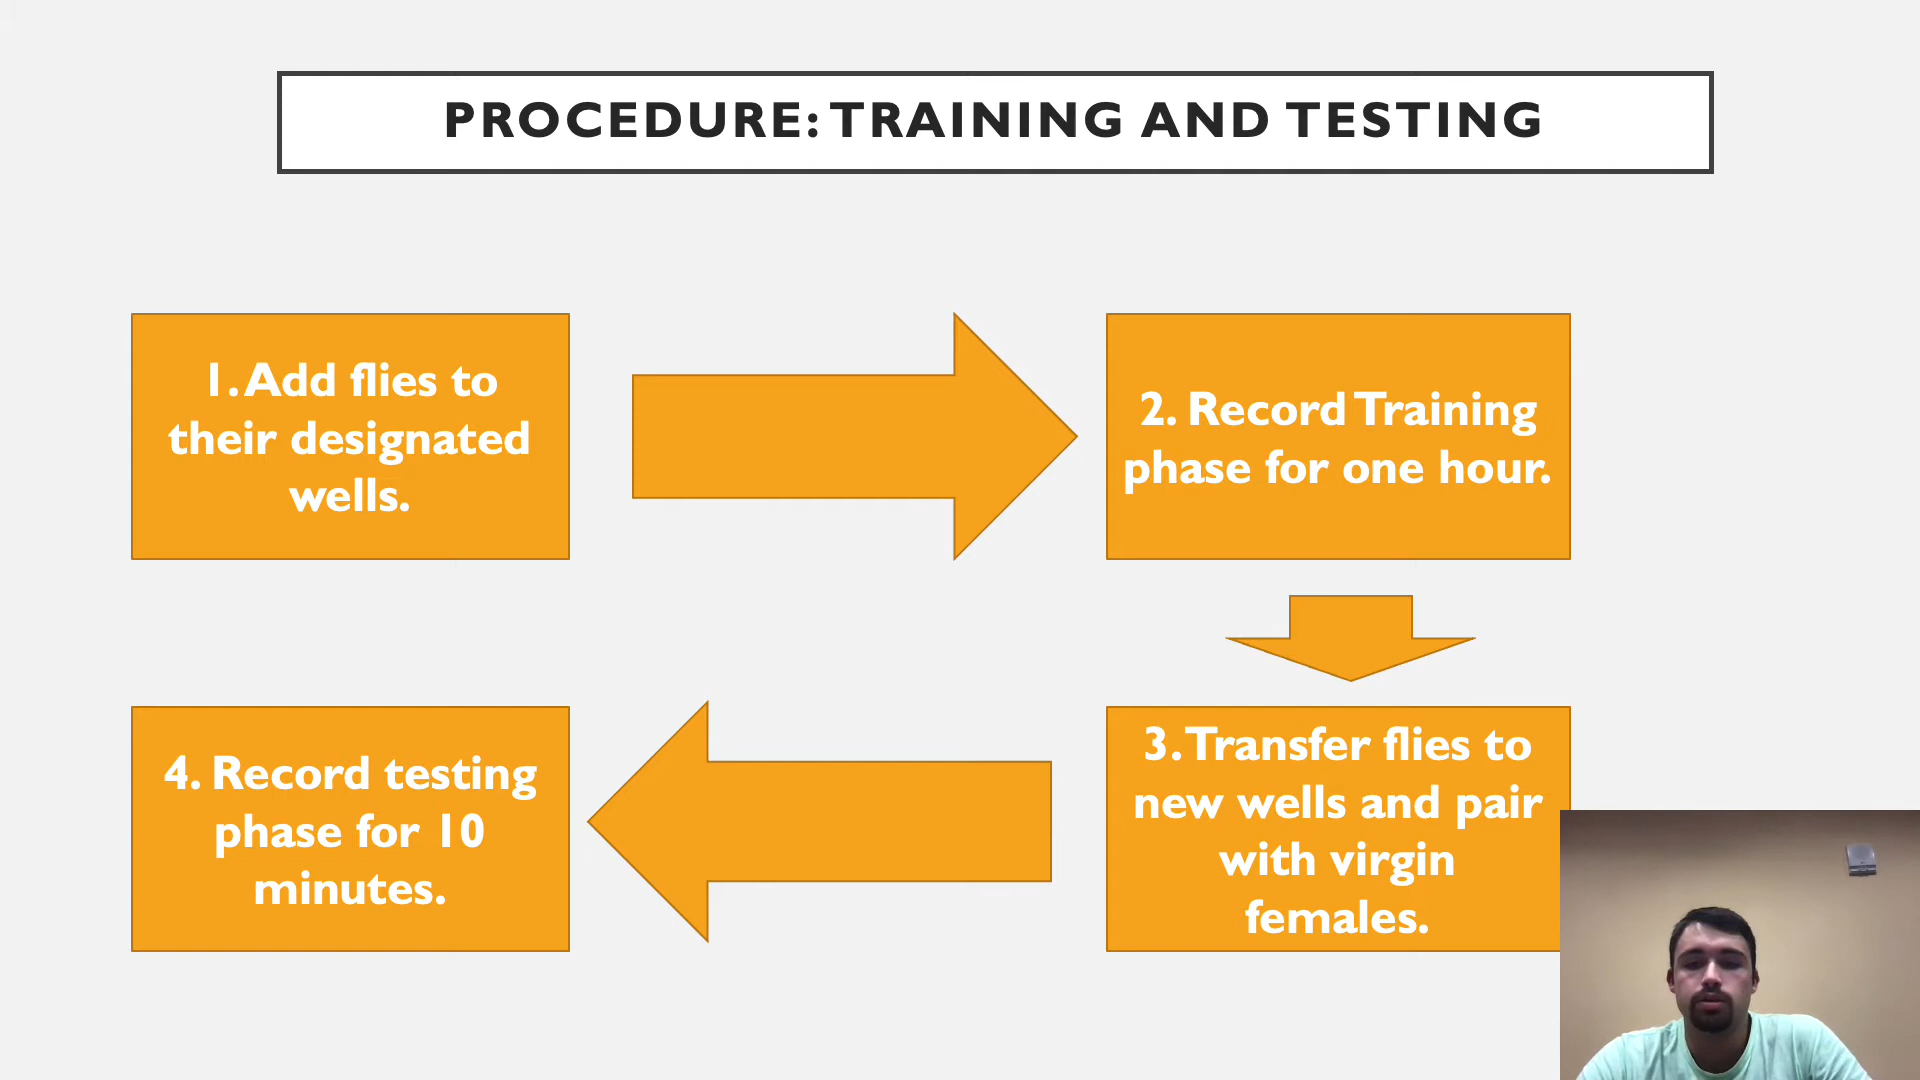 PROCEDURE: TRAINING AND TESTING
1. Add flies to
their designated
wells.
2. Record Training
phase for one hour.
3. Transfer flies to
new wells and pair
with virgin
females.
4. Record testing
phase for 10
minutes.